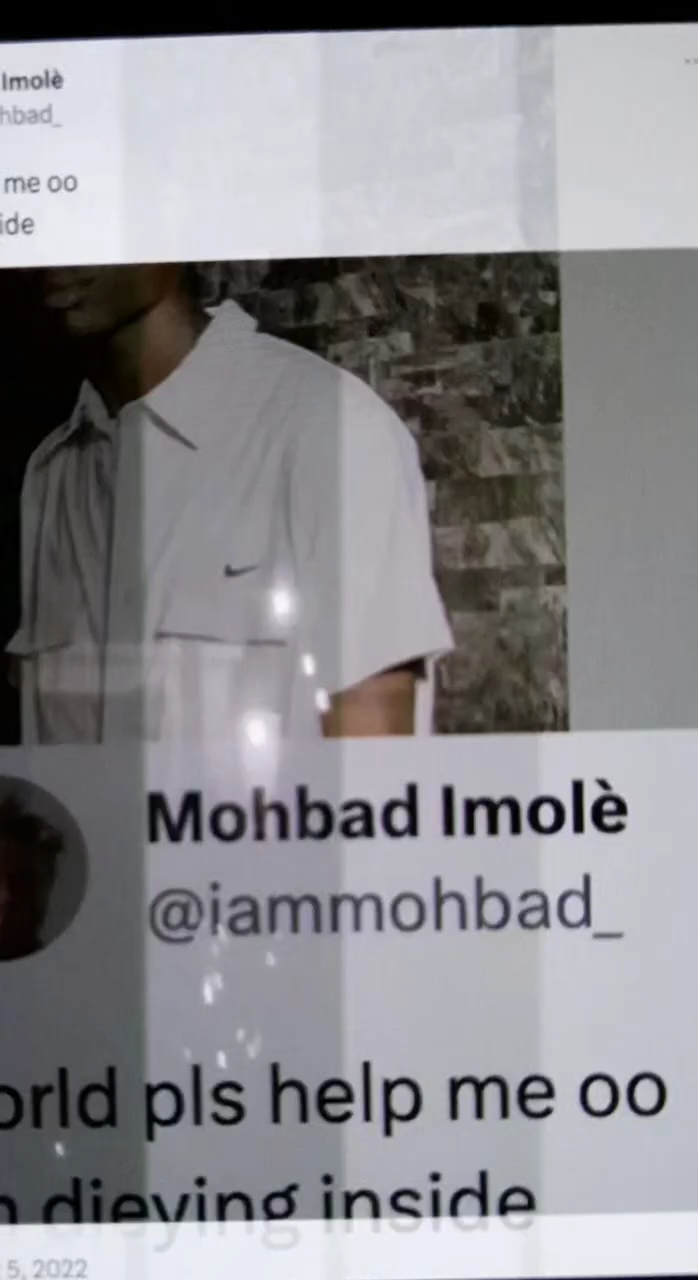 Imolè
hbad_
me oo
ide
Mohbad Imolè
@iammohbad_
orld pls help me oo
dieying inside
5, 2022